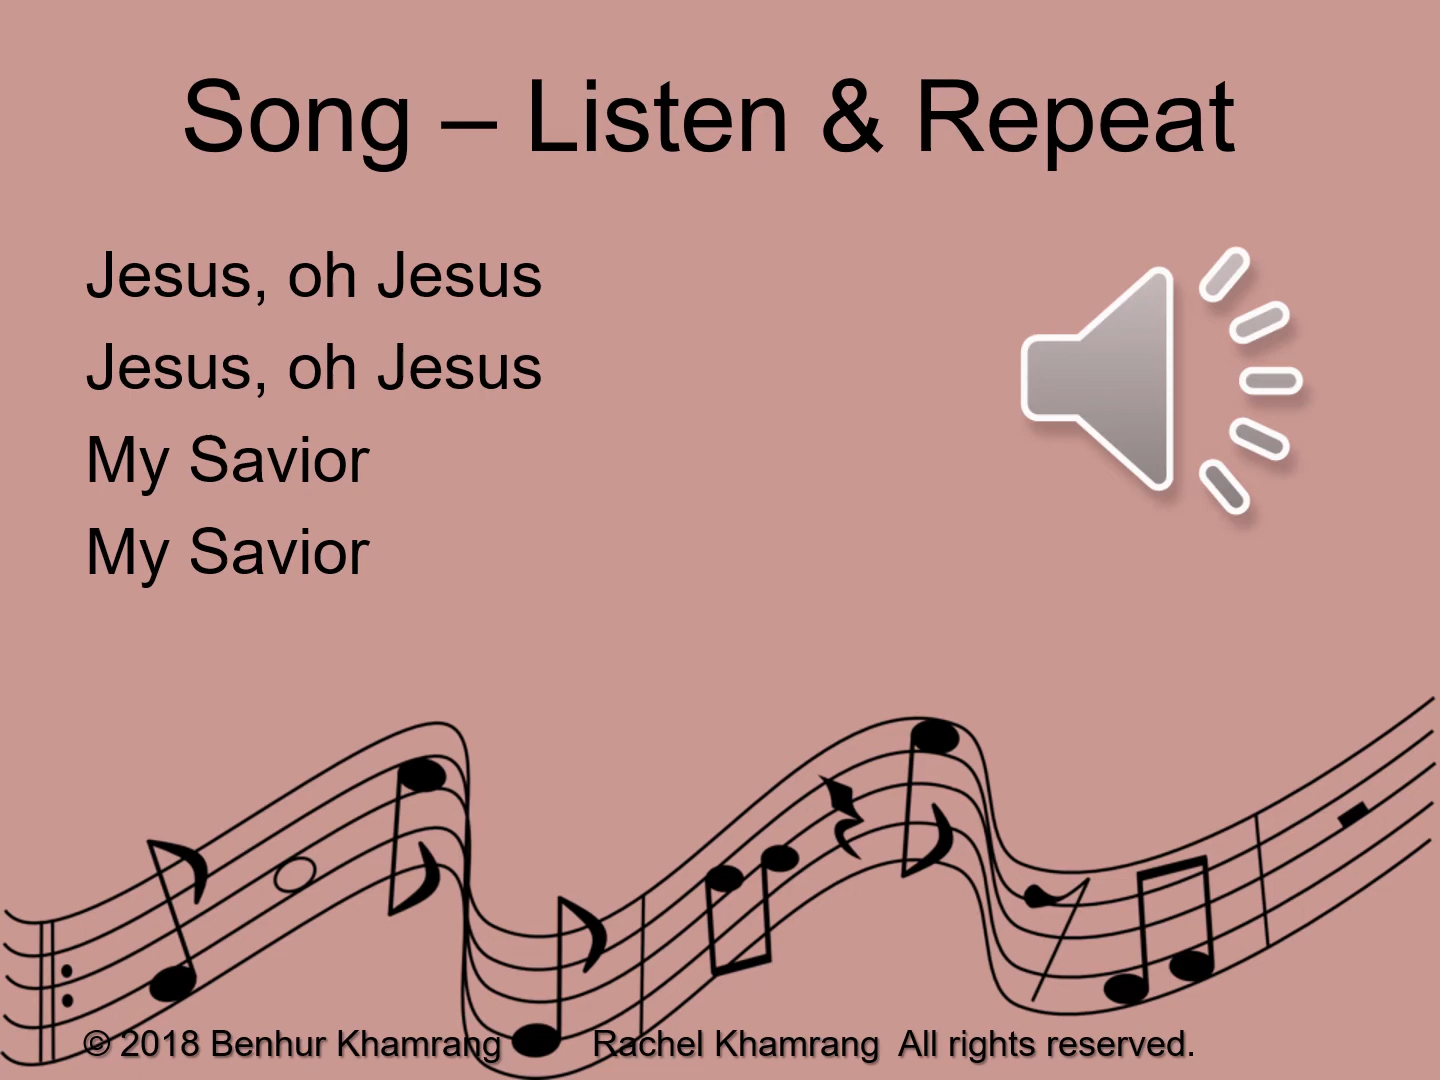 Song – Listen & Repeat
Jesus, oh Jesus
Jesus, oh Jesus
My Savior
My Savior
© 2018 Benhur Khamrang Rachel Khamrang All rights reserved.